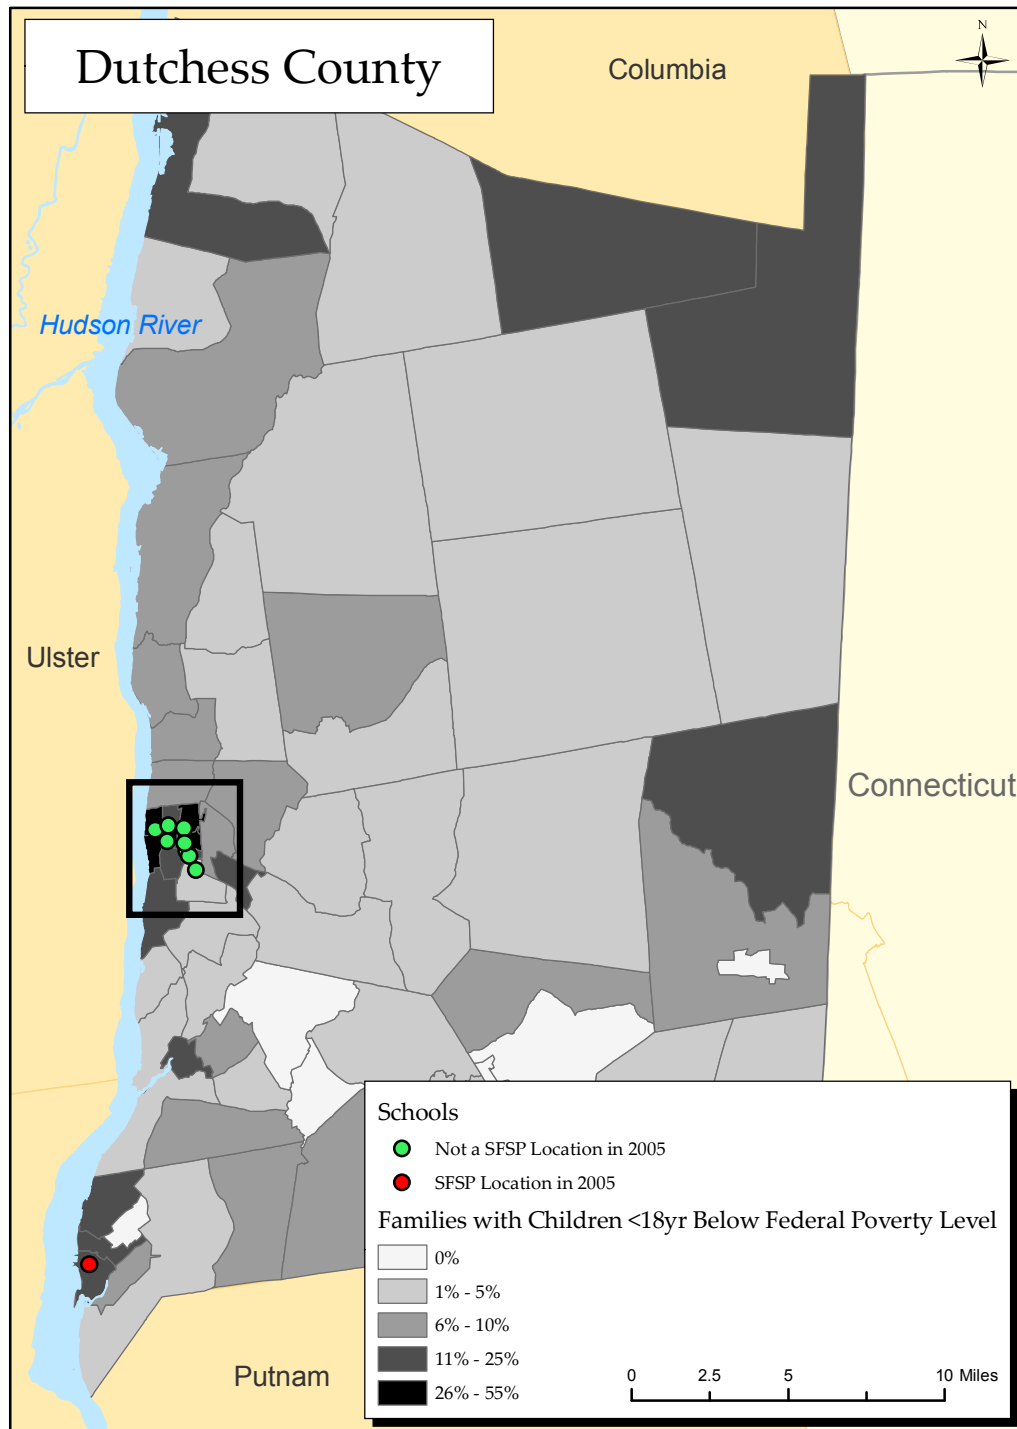 Dutchess County
N
Columbia
Hudson River
Ulster
Connecticut
Schools
Not a SFSP Location in 2005
SFSP Location in 2005
Families with Children <18yr Below Federal Poverty Level
0%
1% - 5%
6% - 10%
11% - 25%
26% - 55%
0 2.5 5 10 Miles
Putnam